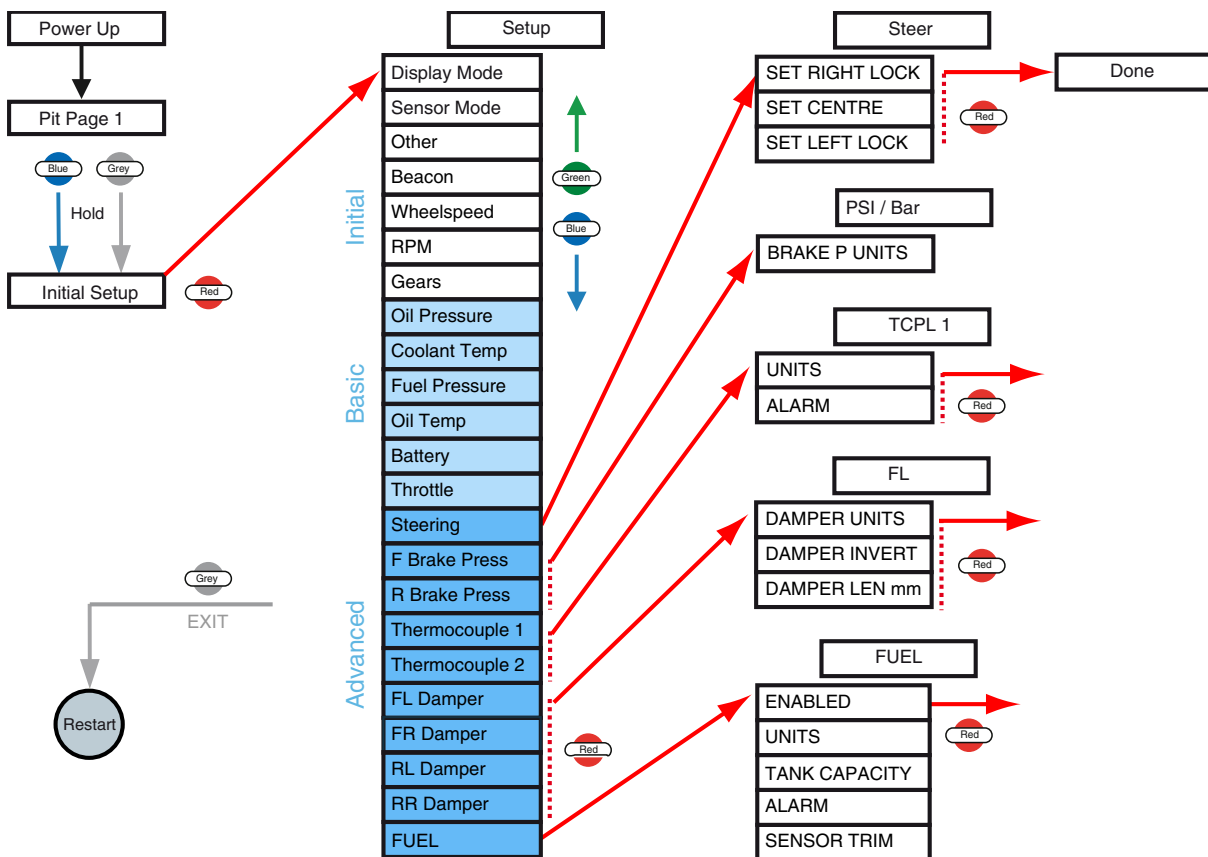 Power Up
Pit Page 1
Blue
Grey
Hold
Initial Setup
Red
Grey
EXIT
Restart
Setup
Initial
Basic
Advanced
Display Mode
Sensor Mode
Other
Beacon
Wheelspeed
RPM
Gears
Oil Pressure
Coolant Temp
Fuel Pressure
Oil Temp
Battery
Throttle
Steering
F Brake Press
R Brake Press
Thermocouple 1
Thermocouple 2
FL Damper
FR Damper
RL Damper
RR Damper
FUEL
Green
Blue
Red
Steer
SET RIGHT LOCK
SET CENTRE
SET LEFT LOCK
Red
Done
PSI / Bar
BRAKE P UNITS
TCPL 1
UNITS
ALARM
Red
FL
DAMPER UNITS
DAMPER INVERT
DAMPER LEN mm
Red
FUEL
ENABLED
UNITS
TANK CAPACITY
ALARM
SENSOR TRIM
Red